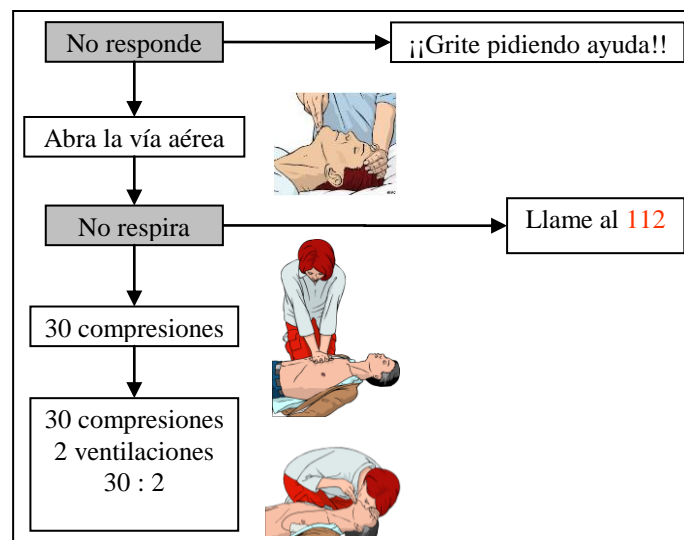 No responde
¡¡Grite pidiendo ayuda!!
Abra la vía aérea
No respira
Llame al 112
30 compresiones
30 compresiones
2 ventilaciones
30 : 2